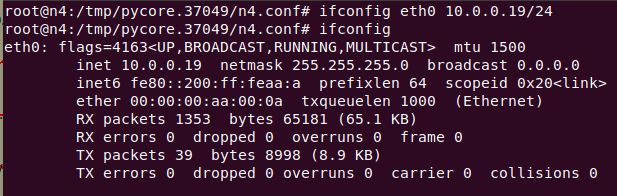 root@n4:/tmp/pycore.37049/n4.conf# ifconfig eth0 10.0.0.19/24
root@n4:/tmp/pycore.37049/n4.conf# ifconfig
eth0: flags=4163<UP,BROADCAST,RUNNING,MULTICAST>  mtu 1500
        inet 10.0.0.19  netmask 255.255.255.0  broadcast 0.0.0.0
        inet6 fe80::200:ff:feaa:a  prefixlen 64  scopeid 0x20<link>
        ether 00:00:00:aa:00:0a  txqueuelen 1000  (Ethernet)
        RX packets 1353  bytes 65181 (65.1 KB)
        RX errors 0  dropped 0  overruns 0  frame 0
        TX packets 39  bytes 8998 (8.9 KB)
        TX errors 0  dropped 0 overruns 0  carrier 0  collisions 0